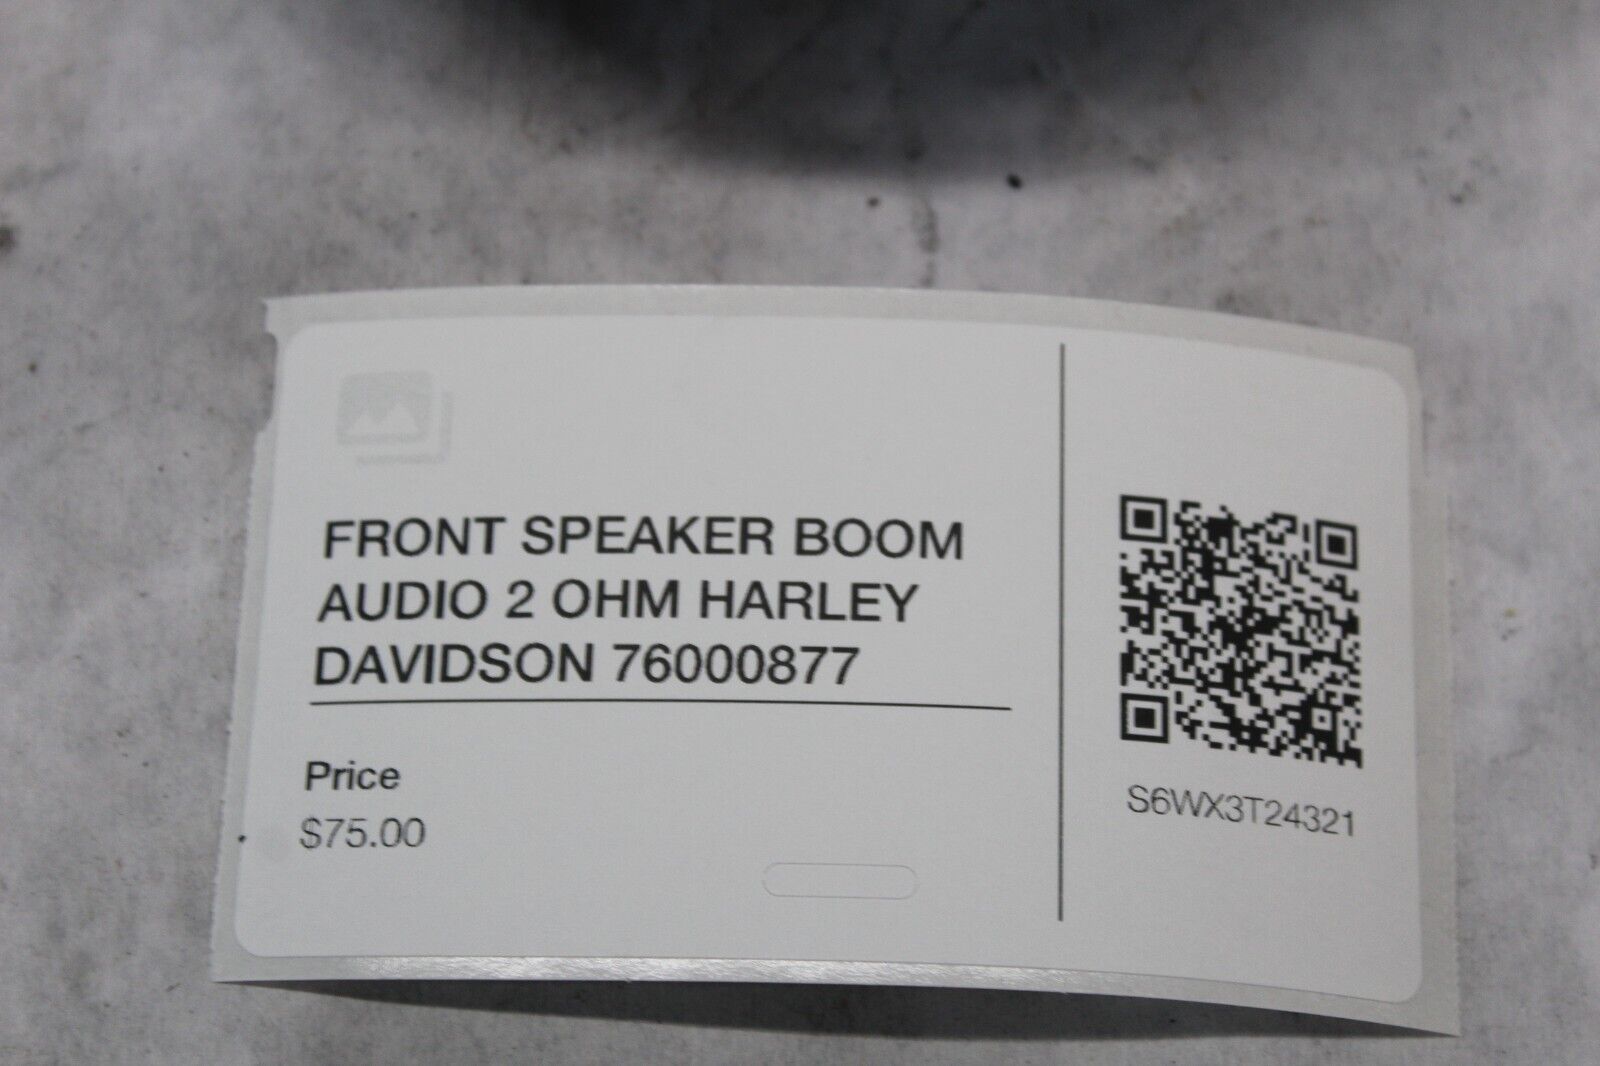 FRONT SPEAKER BOOM
AUDIO 2 OHM HARLEY
DAVIDSON 76000877
Price
$75.00
S6WX3T24321